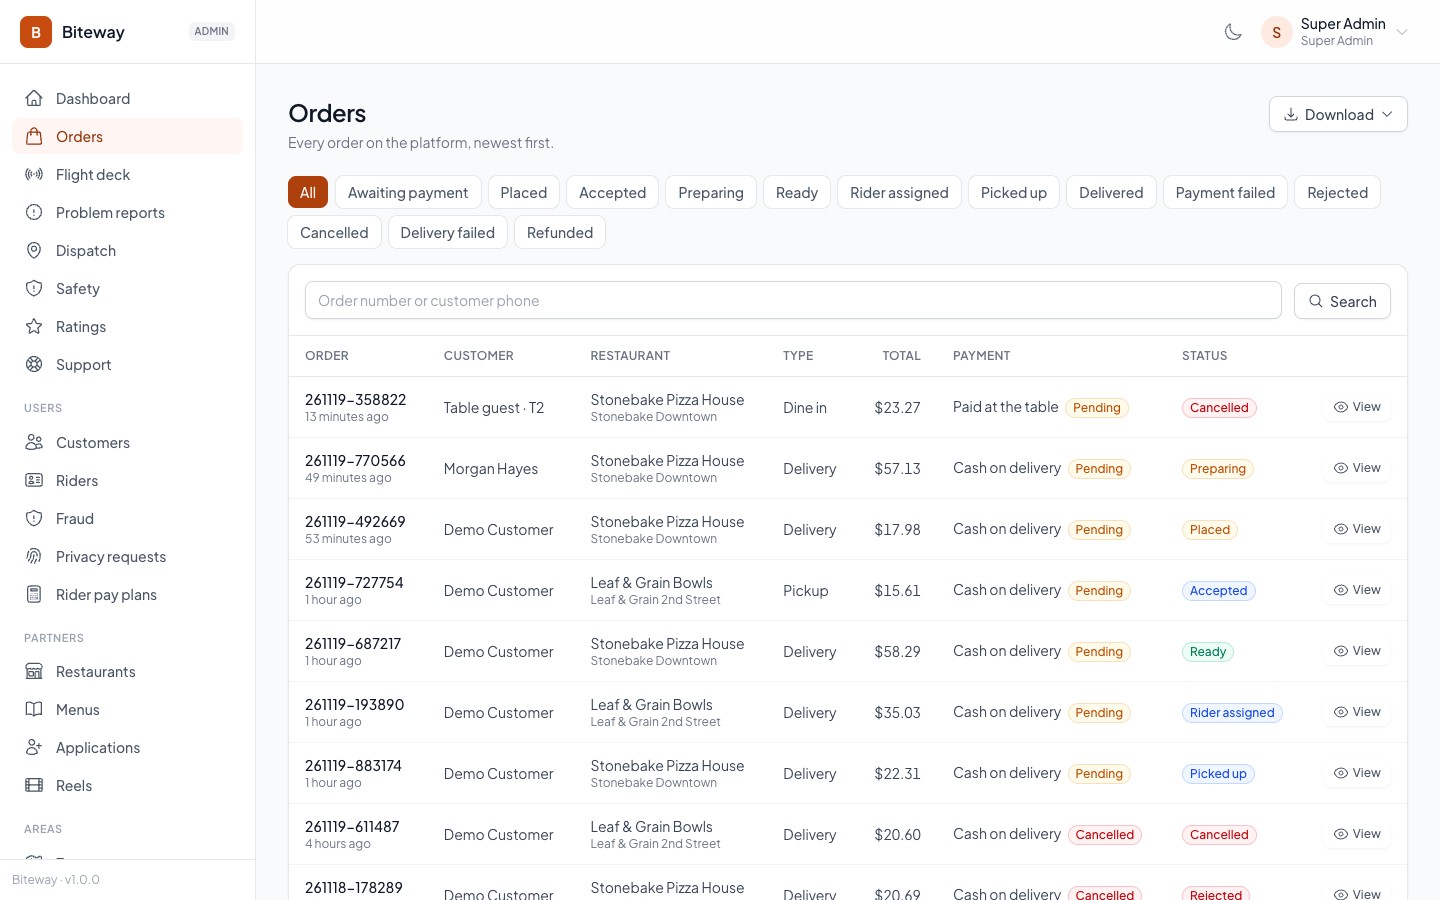 B Biteway ADMIN
S Super Admin
Super Admin
Dashboard
Orders
Flight deck
Problem reports
Dispatch
Safety
Ratings
Support
USERS
Customers
Riders
Fraud
Privacy requests
Rider pay plans
PARTNERS
Restaurants
Menus
Applications
Reels
AREAS
Biteway · v1.0.0
Orders
Every order on the platform, newest first.
Download
All Awaiting payment Placed Accepted Preparing Ready Rider assigned Picked up Delivered Payment failed Rejected
Cancelled Delivery failed Refunded
Order number or customer phone Search
ORDER CUSTOMER RESTAURANT TYPE TOTAL PAYMENT STATUS
261119-358822 Table guest · T2 Stonebake Pizza House Dine in $23.27 Paid at the table Pending Cancelled View
13 minutes ago Stonebake Downtown
261119-770566 Morgan Hayes Stonebake Pizza House Delivery $57.13 Cash on delivery Pending Preparing View
49 minutes ago Stonebake Downtown
261119-492669 Demo Customer Stonebake Pizza House Delivery $17.98 Cash on delivery Pending Placed View
53 minutes ago Stonebake Downtown
261119-727754 Demo Customer Leaf & Grain Bowls Pickup $15.61 Cash on delivery Pending Accepted View
1 hour ago Leaf & Grain 2nd Street
261119-687217 Demo Customer Stonebake Pizza House Delivery $58.29 Cash on delivery Pending Ready View
1 hour ago Stonebake Downtown
261119-193890 Demo Customer Leaf & Grain Bowls Delivery $35.03 Cash on delivery Pending Rider assigned View
1 hour ago Leaf & Grain 2nd Street
261119-883174 Demo Customer Stonebake Pizza House Delivery $22.31 Cash on delivery Pending Picked up View
1 hour ago Stonebake Downtown
261119-611487 Demo Customer Leaf & Grain Bowls Delivery $20.60 Cash on delivery Cancelled Cancelled View
4 hours ago Leaf & Grain 2nd Street
261118-178289 Demo Customer Stonebake Pizza House Delivery $20.69 Cash on delivery Cancelled Rejected View